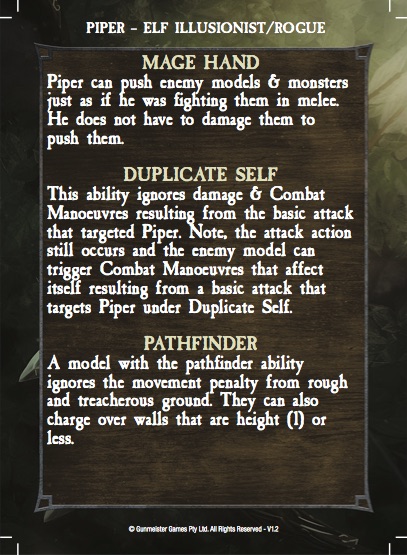 PIPER - ELF ILLUSIONIST/ROGUE
MAGE HAND
Piper can push enemy models & monsters
just as if he was fighting them in melee.
He does not have to damage them to
push them.
DUPLICATE SELF
This ability ignores damage & Combat
Manoeuvres resulting from the basic attack
that targeted Piper. Note, the attack action
still occurs and the enemy model can
trigger Combat Manoeuvres that affect
itself resulting from a basic attack that
targets Piper under Duplicate Self.
PATHFINDER
A model with the pathfinder ability
ignores the movement penalty from rough
and treacherous ground. They can also
charge over walls that are height (1) or
less.
© Gunmeister Games Pty Ltd. All Rights Reserved - V1.2